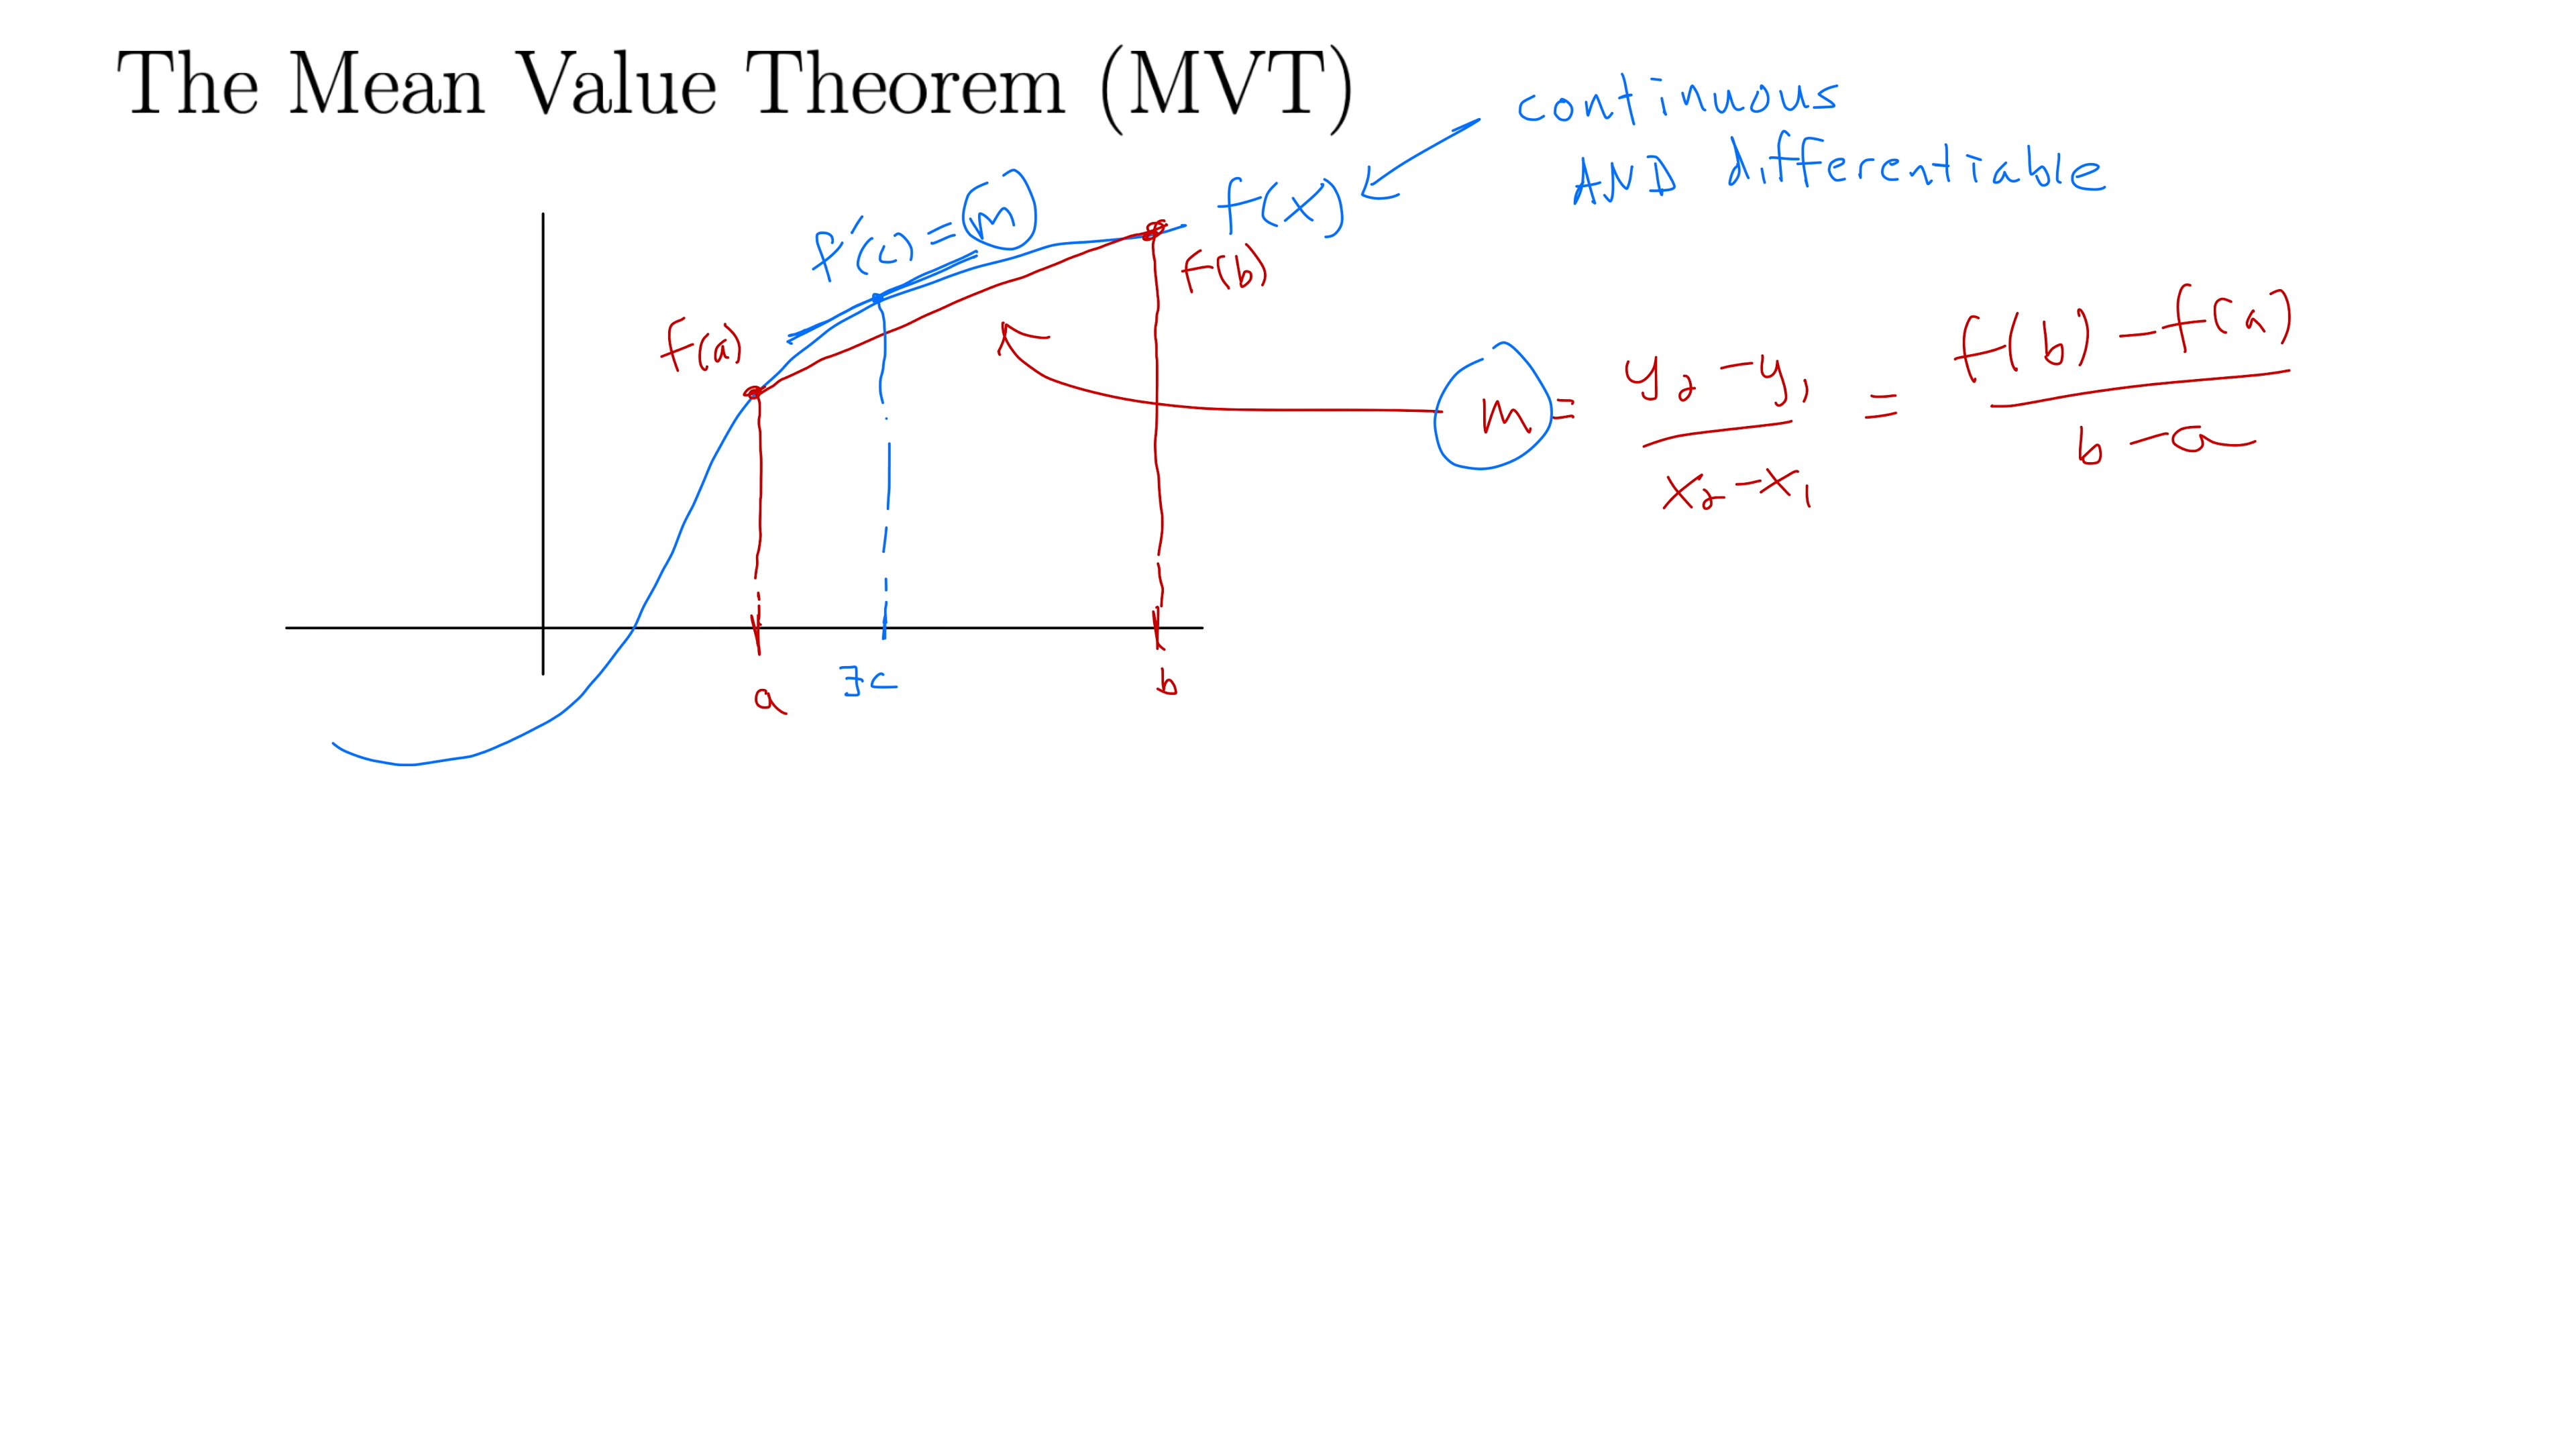 The Mean Value Theorem (MVT)
continuous
AND differentiable
f'(c) = m
f(x)
f(a)
f(b)
m = y₂ - y₁ / x₂ - x₁ = f(b) - f(a) / b - a
a
∃c
b